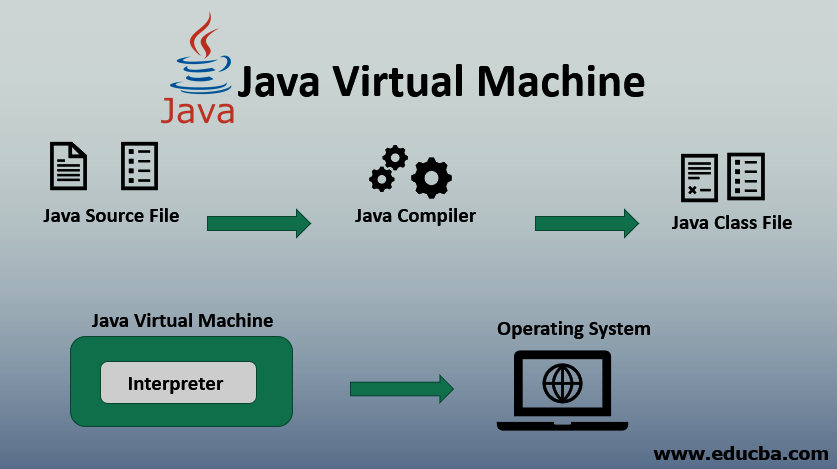 Java
Java Virtual Machine
Java Source File
Java Compiler
Java Class File
Java Virtual Machine
Interpreter
Operating System
www.educba.com